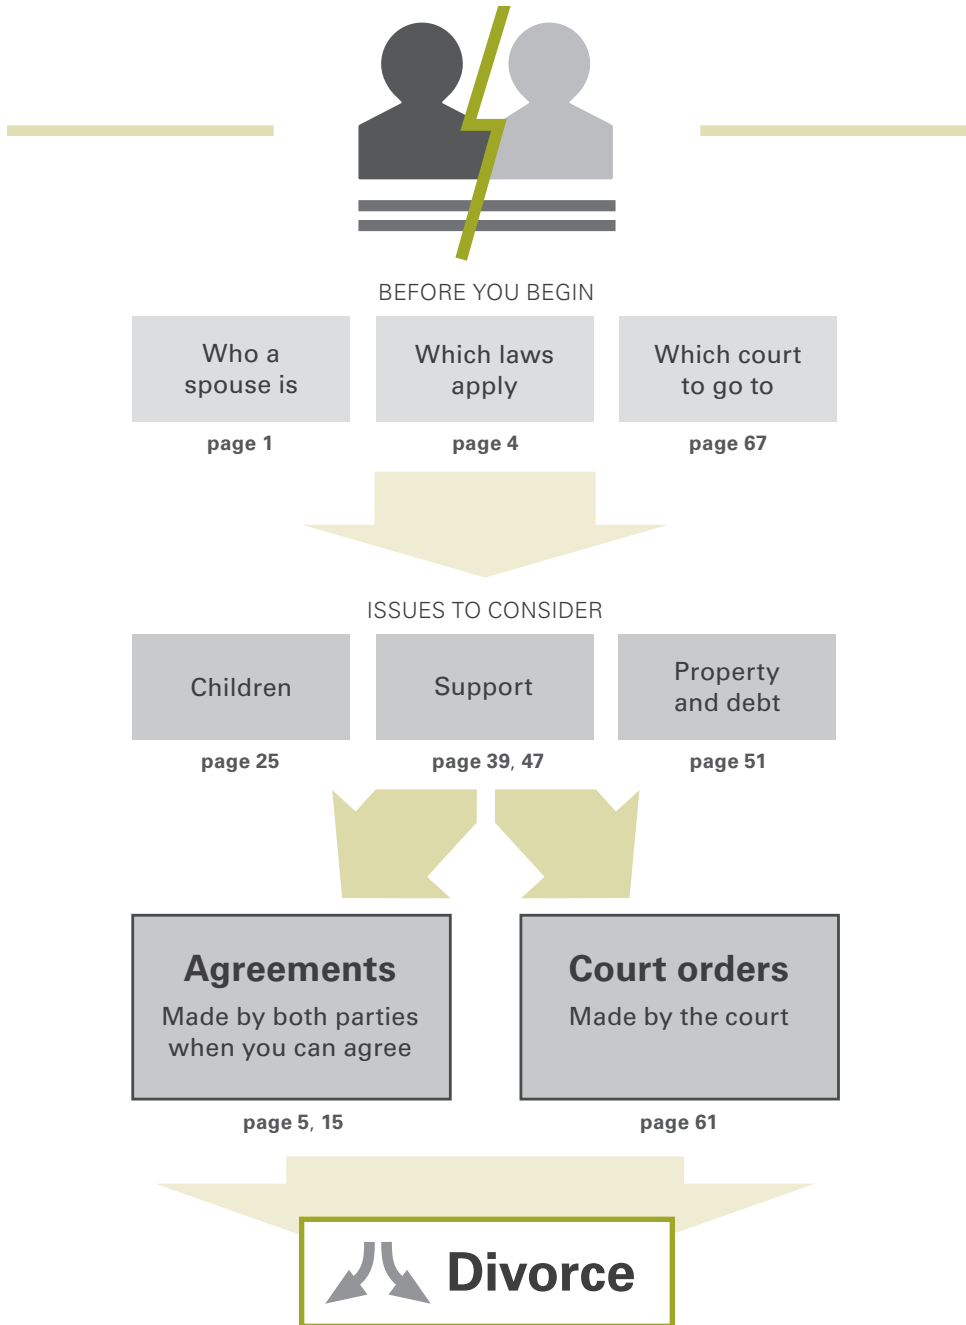 BEFORE YOU BEGIN
Who a
spouse is
Which laws
apply
Which court
to go to
page 1
page 4
page 67
ISSUES TO CONSIDER
Children
Support
Property
and debt
page 25
page 39, 47
page 51
Agreements
Made by both parties
when you can agree
Court orders
Made by the court
page 5, 15
page 61
Divorce